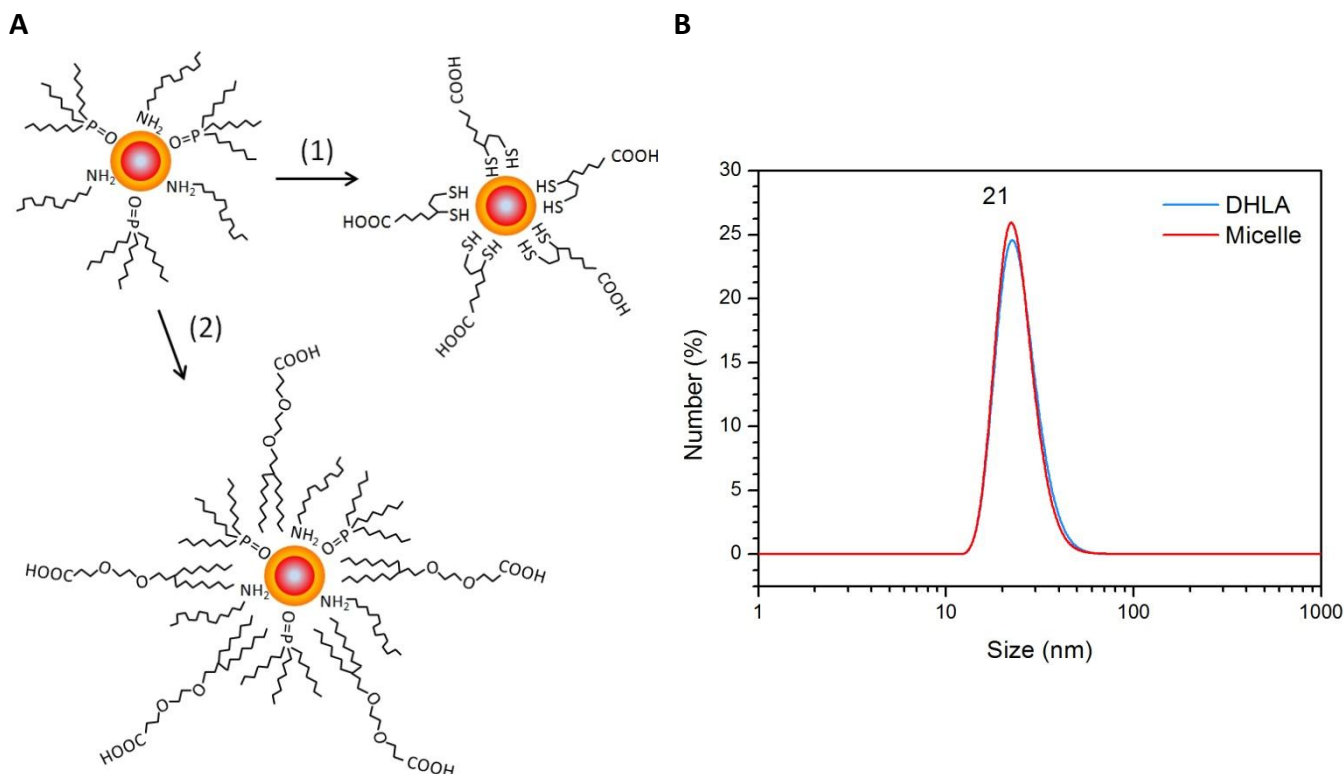 A
B
NH₂
P=O
O=P
NH₂
NH₂
O=P
(1)
COOH
SH
SH
COOH
HS
HS
SH
SH
HOOC
SH
SH
HS
HS
COOH
HOOC
(2)
COOH
O
O
NH₂
P=O
O=P
HOOC
O
O
O
O
COOH
NH₂
NH₂
O=P
O
O
O
O
HOOC
COOH
21
DHLA
Micelle
30
25
20
15
10
5
0
Number (%)
1
10
100
1000
Size (nm)